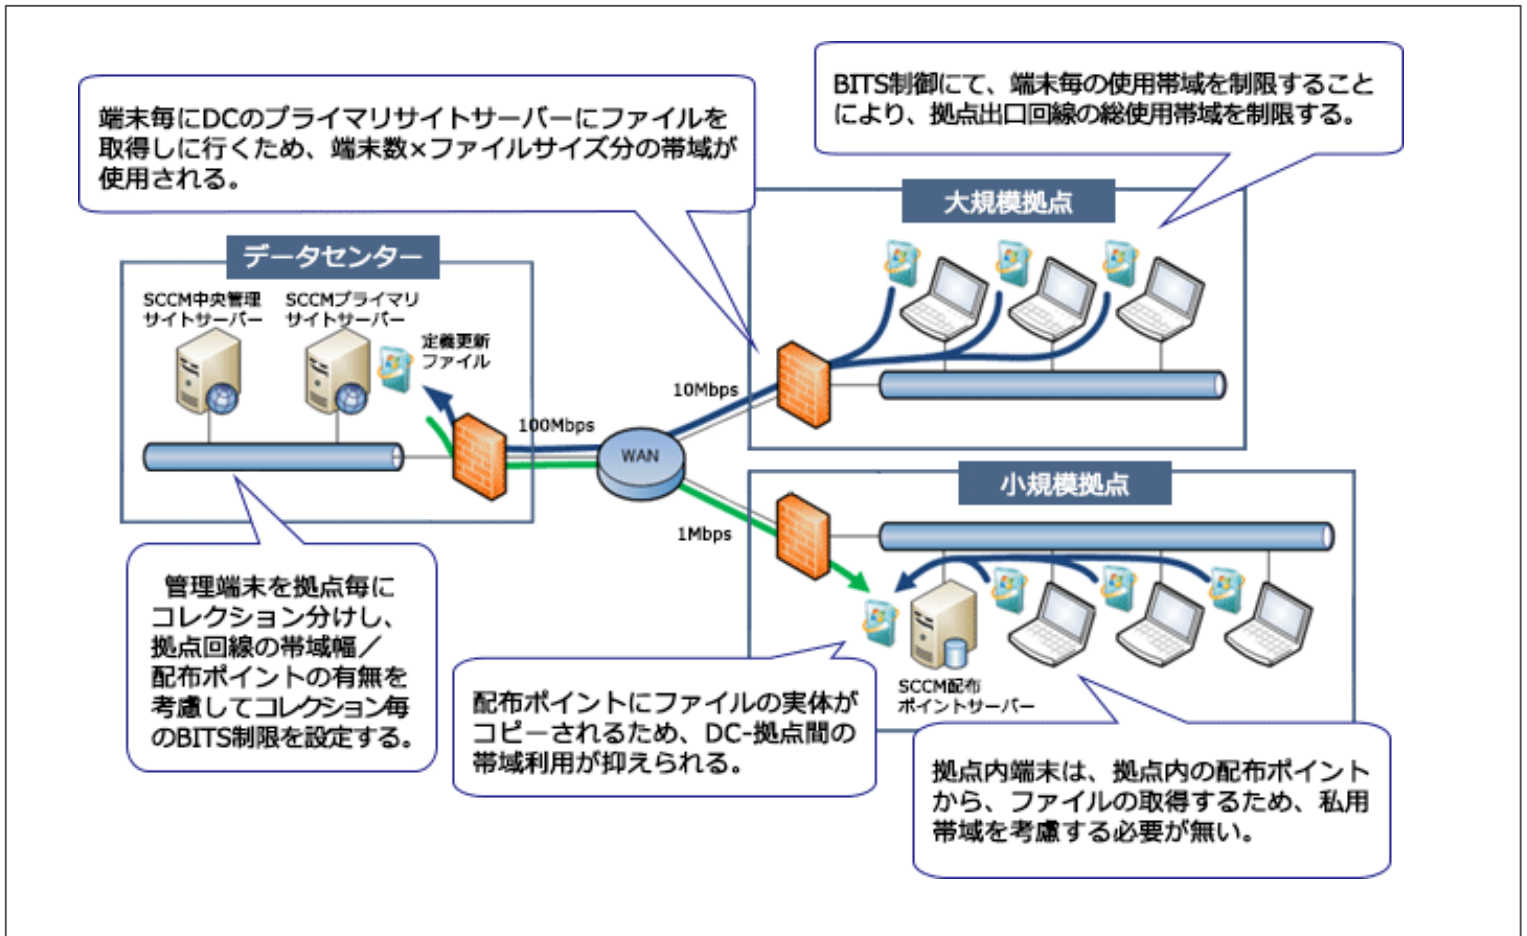 端末毎にDCのプライマリサイトサーバーにファイルを
取得しに行くため、端末数×ファイルサイズ分の帯域が
使用される。
BITS制御にて、端末毎の使用帯域を制限すること
により、拠点出口回線の総使用帯域を制限する。
大規模拠点
データセンター
SCCM中央管理
サイトサーバー
SCCMプライマリ
サイトサーバー
定義更新
ファイル
100Mbps
10Mbps
WAN
1Mbps
小規模拠点
SCCM配布
ポイントサーバー
管理端末を拠点毎に
コレクション分けし、
拠点回線の帯域幅／
配布ポイントの有無を
考慮してコレクション毎
のBITS制限を設定する。
配布ポイントにファイルの実体が
コピーされるため、DC-拠点間の
帯域利用が抑えられる。
拠点内端末は、拠点内の配布ポイント
から、ファイルの取得するため、私用
帯域を考慮する必要が無い。